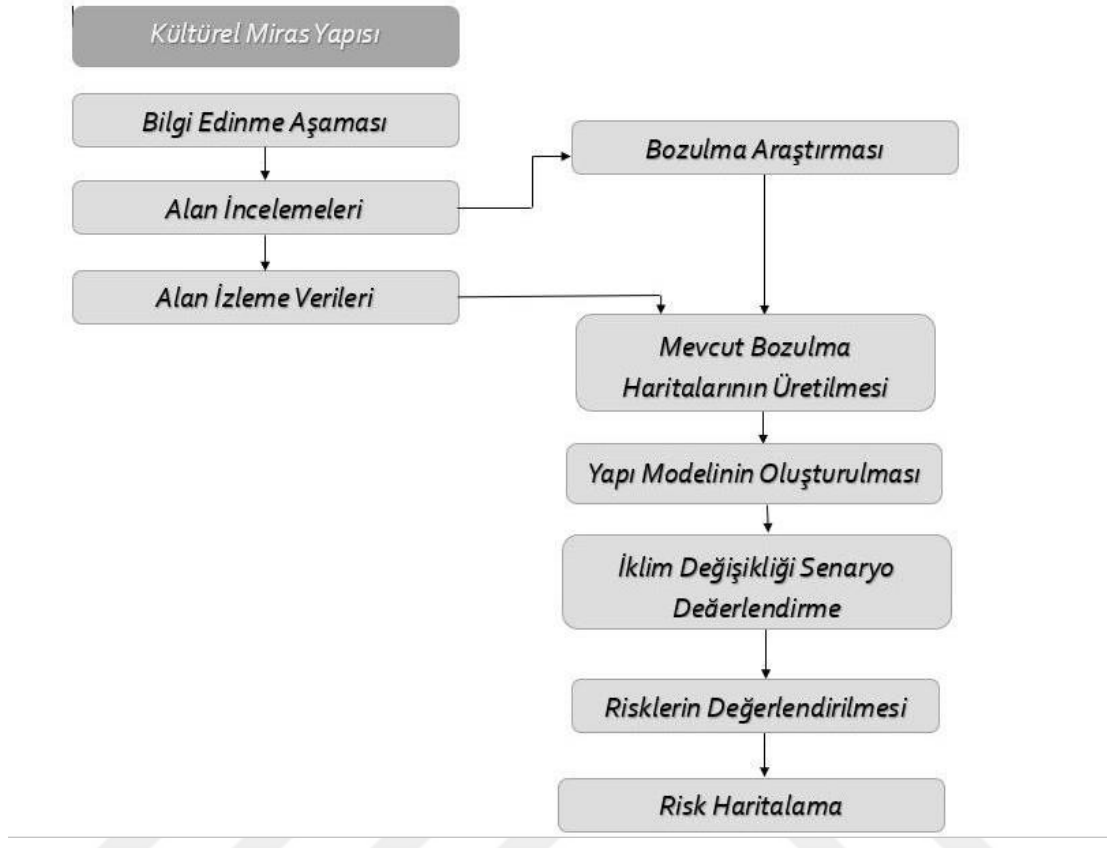 Kültürel Miras Yapısı
Bilgi Edinme Aşaması
Alan İncelemeleri
Alan İzleme Verileri
Bozulma Araştırması
Mevcut Bozulma
Haritalarının Üretilmesi
Yapı Modelinin Oluşturulması
İklim Değişikliği Senaryo
Değerlendirme
Risklerin Değerlendirilmesi
Risk Haritalama